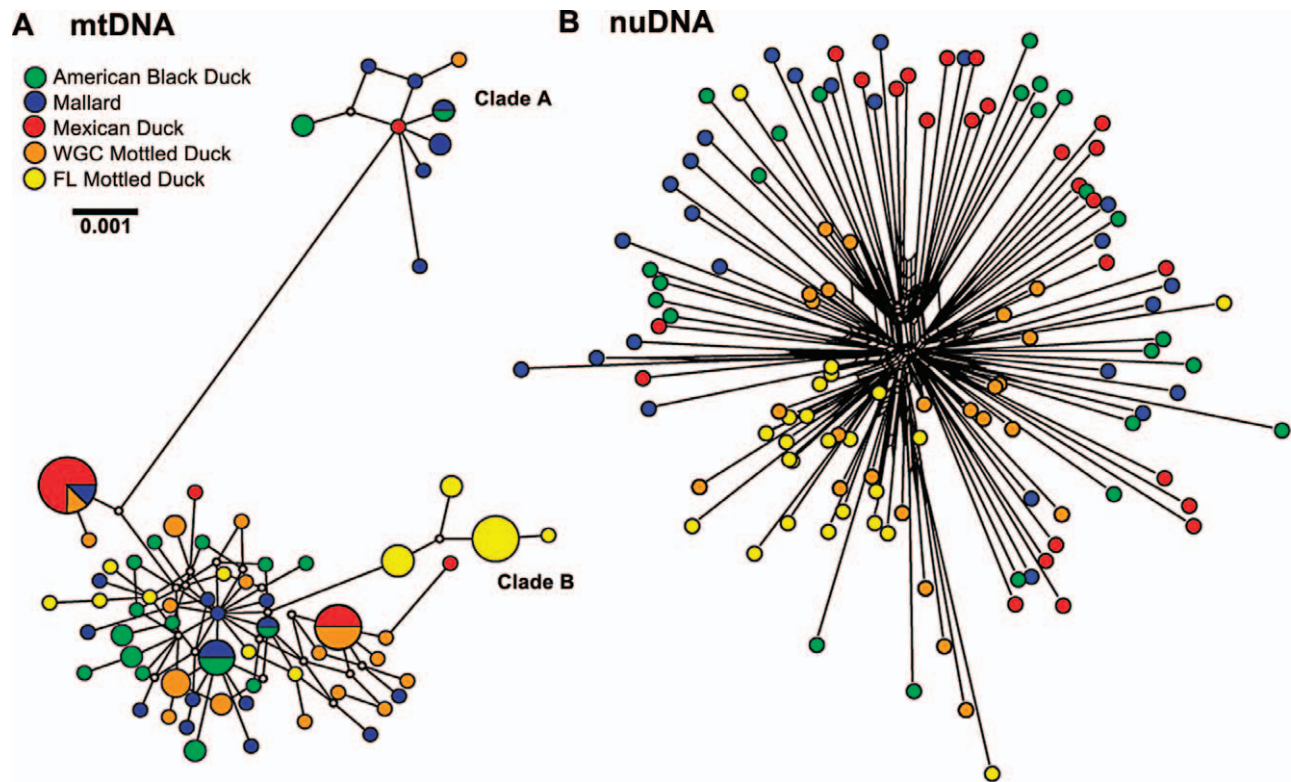 A mtDNA
American Black Duck
Mallard
Mexican Duck
WGC Mottled Duck
FL Mottled Duck
0.001
Clade A
Clade B
B nuDNA